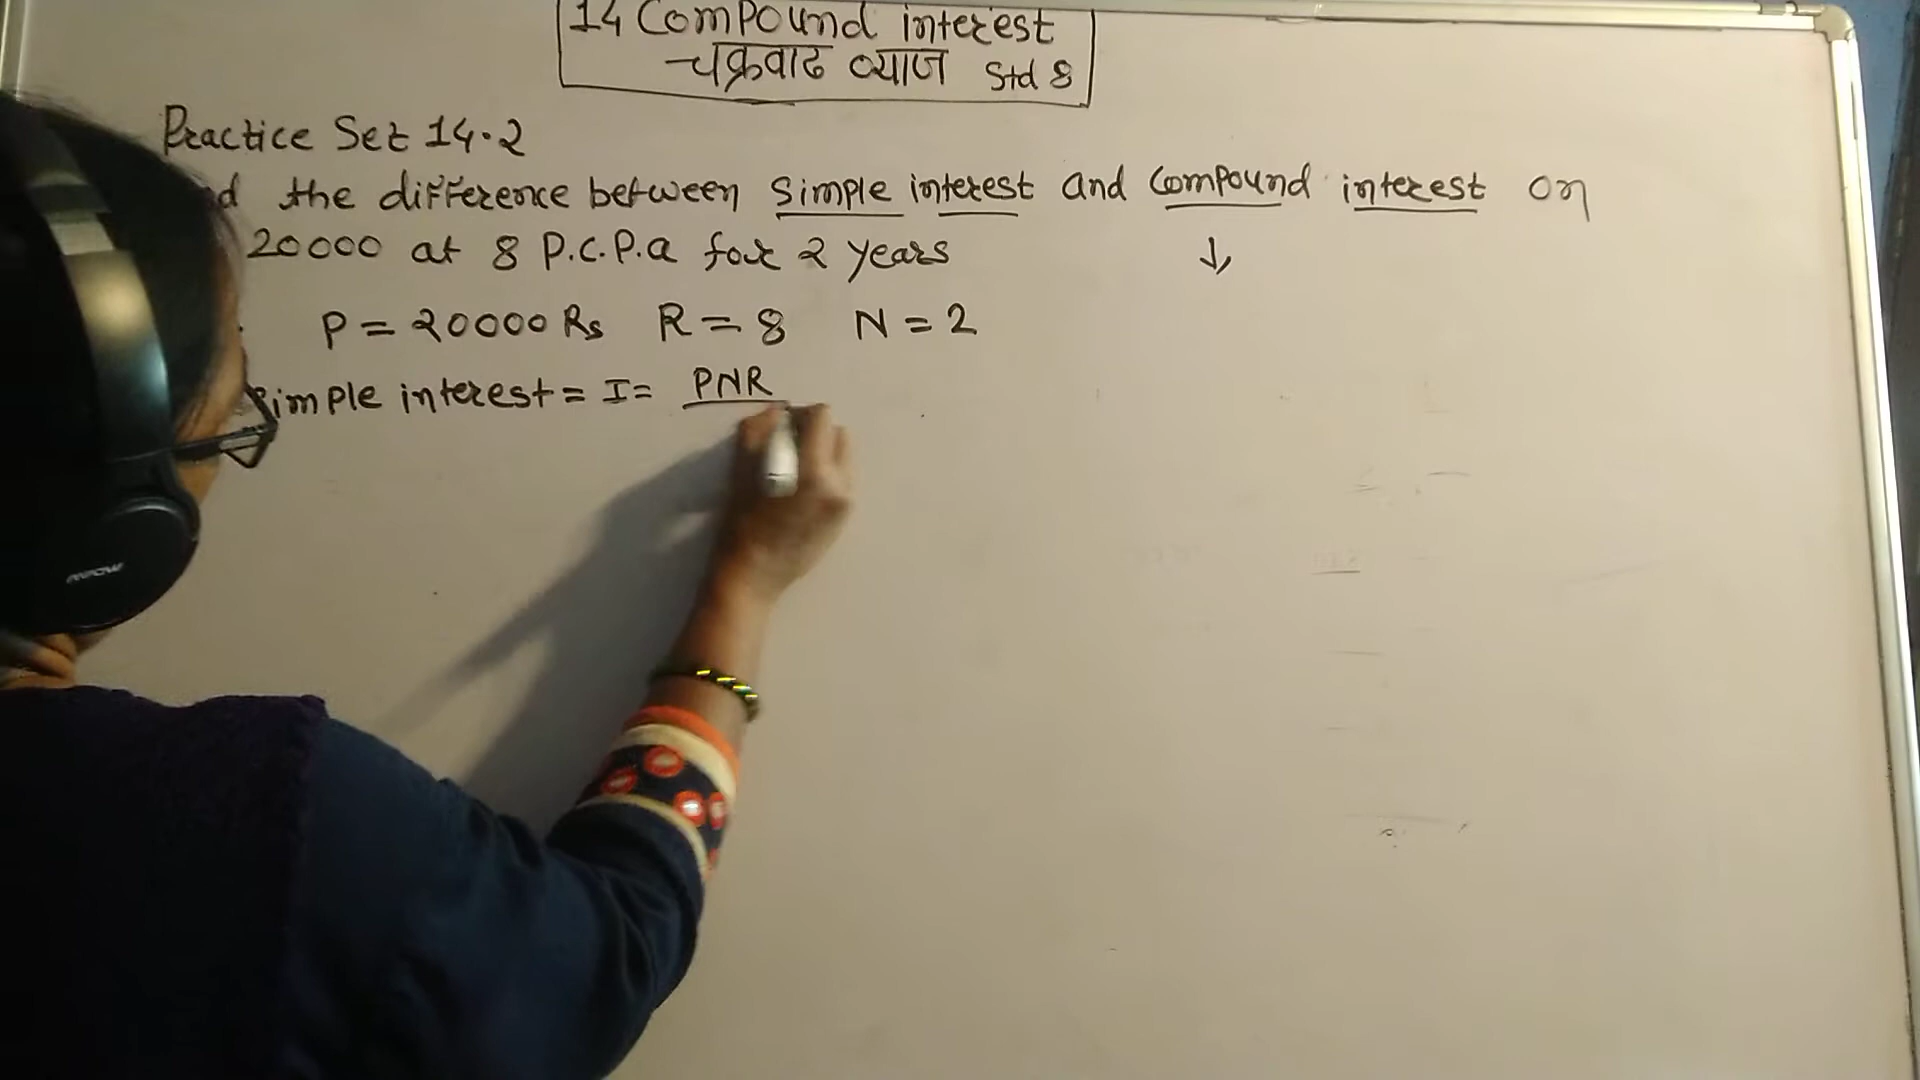 14 Compound interest
चक्रवाढ व्याज Std 8
Practice Set 14.2
the difference between simple interest and compound interest on
20000 at 8 P.C.P.a for 2 years
P = 20000 Rs R = 8 N = 2
simple interest = I = PNR